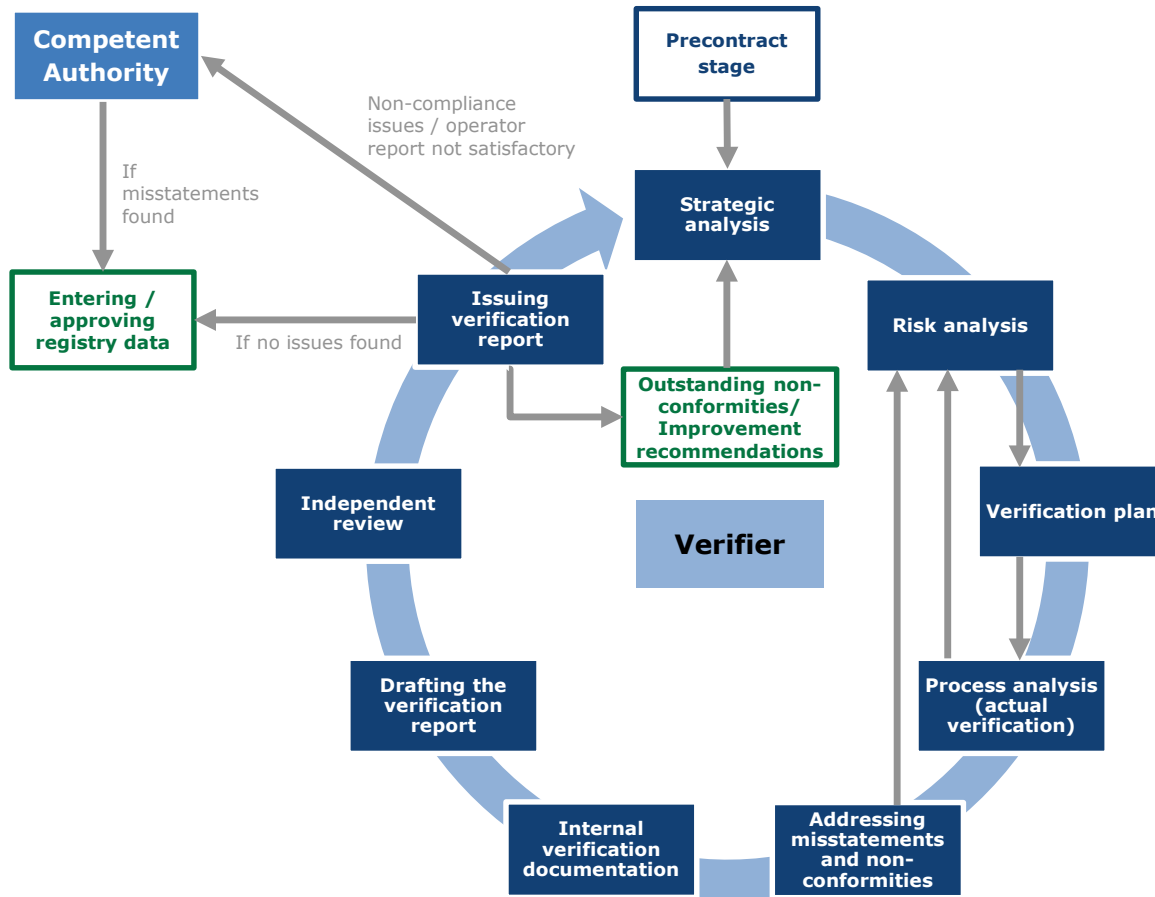 Competent
Authority
Precontract
stage
Non-compliance
issues / operator
report not satisfactory
If
misstatements
found
Strategic
analysis
Entering /
approving
registry data
If no issues found
Issuing
verification
report
Risk analysis
Outstanding non-
conformities/
Improvement
recommendations
Independent
review
Verifier
Verification plan
Drafting the
verification
report
Process analysis
(actual
verification)
Internal
verification
documentation
Addressing
misstatements
and non-
conformities